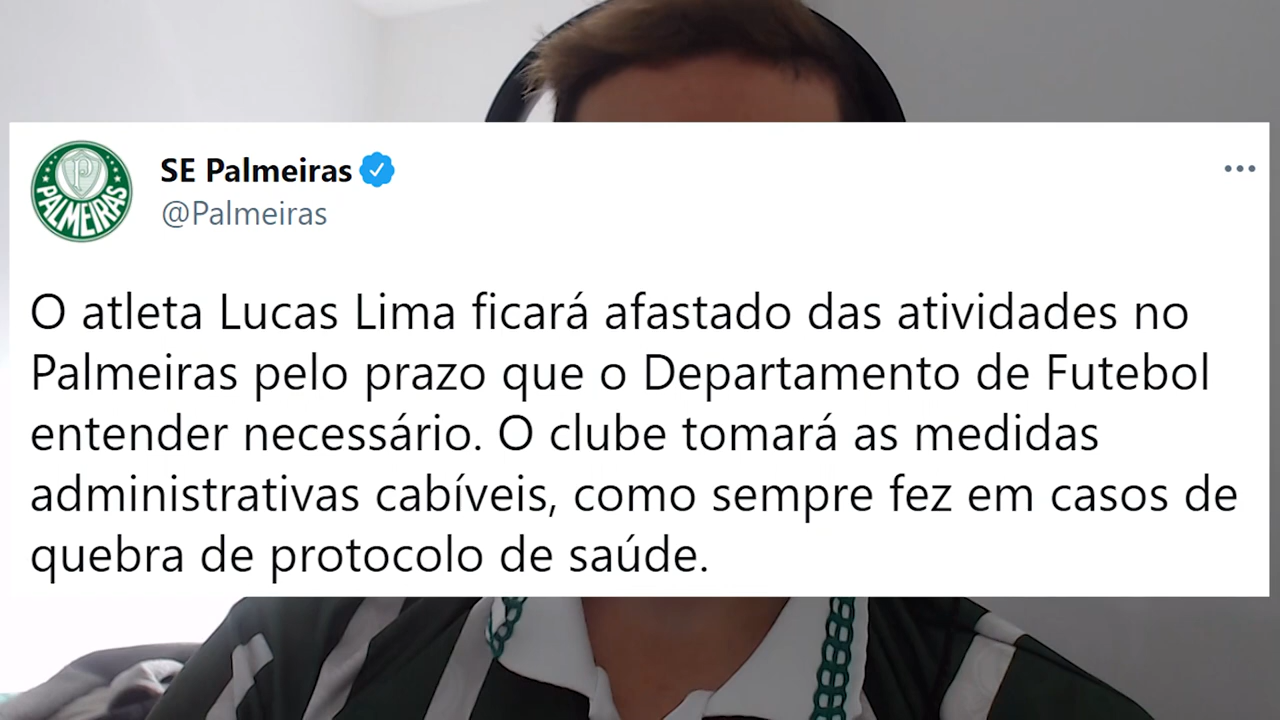 PALMEIRAS
SE Palmeiras
@Palmeiras
O atleta Lucas Lima ficará afastado das atividades no
Palmeiras pelo prazo que o Departamento de Futebol
entender necessário. O clube tomará as medidas
administrativas cabíveis, como sempre fez em casos de
quebra de protocolo de saúde.